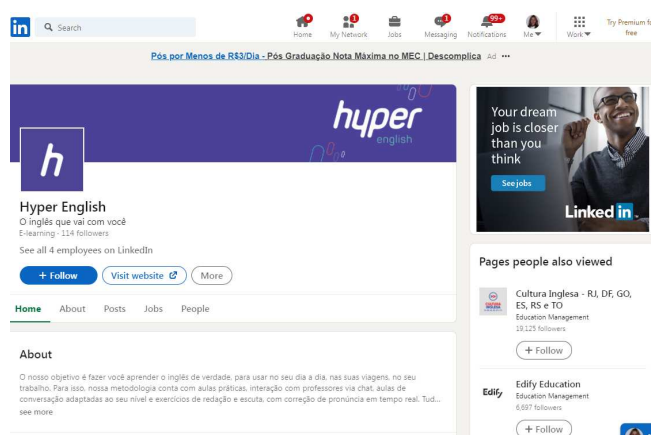 in
Search
Home
My Network
Jobs
Messaging
Notifications
Me
Work
Try Premium fo
free
1
1
99+
Pós por Menos de R$3/Dia - Pós Graduação Nota Máxima no MEC | Descomplica Ad •••
hyper
english
h
Hyper English
O inglês que vai com você
E-learning · 114 followers
See all 4 employees on LinkedIn
+ Follow
Visit website
More
Home About Posts Jobs People
About
O nosso objetivo é fazer você aprender o inglês de verdade, para usar no seu dia a dia, nas suas viagens, no seu
trabalho. Para isso, nossa metodologia conta com aulas práticas, interação com professores via chat, aulas de
conversação adaptadas ao seu nível e exercícios de redação e escuta, com correção de pronúncia em tempo real. Tud...
see more
Your dream
job is closer
than you
think
See jobs
Linked in
Pages people also viewed
Cultura Inglesa - RJ, DF, GO,
ES, RS e TO
Education Management
19,125 followers
+ Follow
Edify
Edify Education
Education Management
6,697 followers
+ Follow